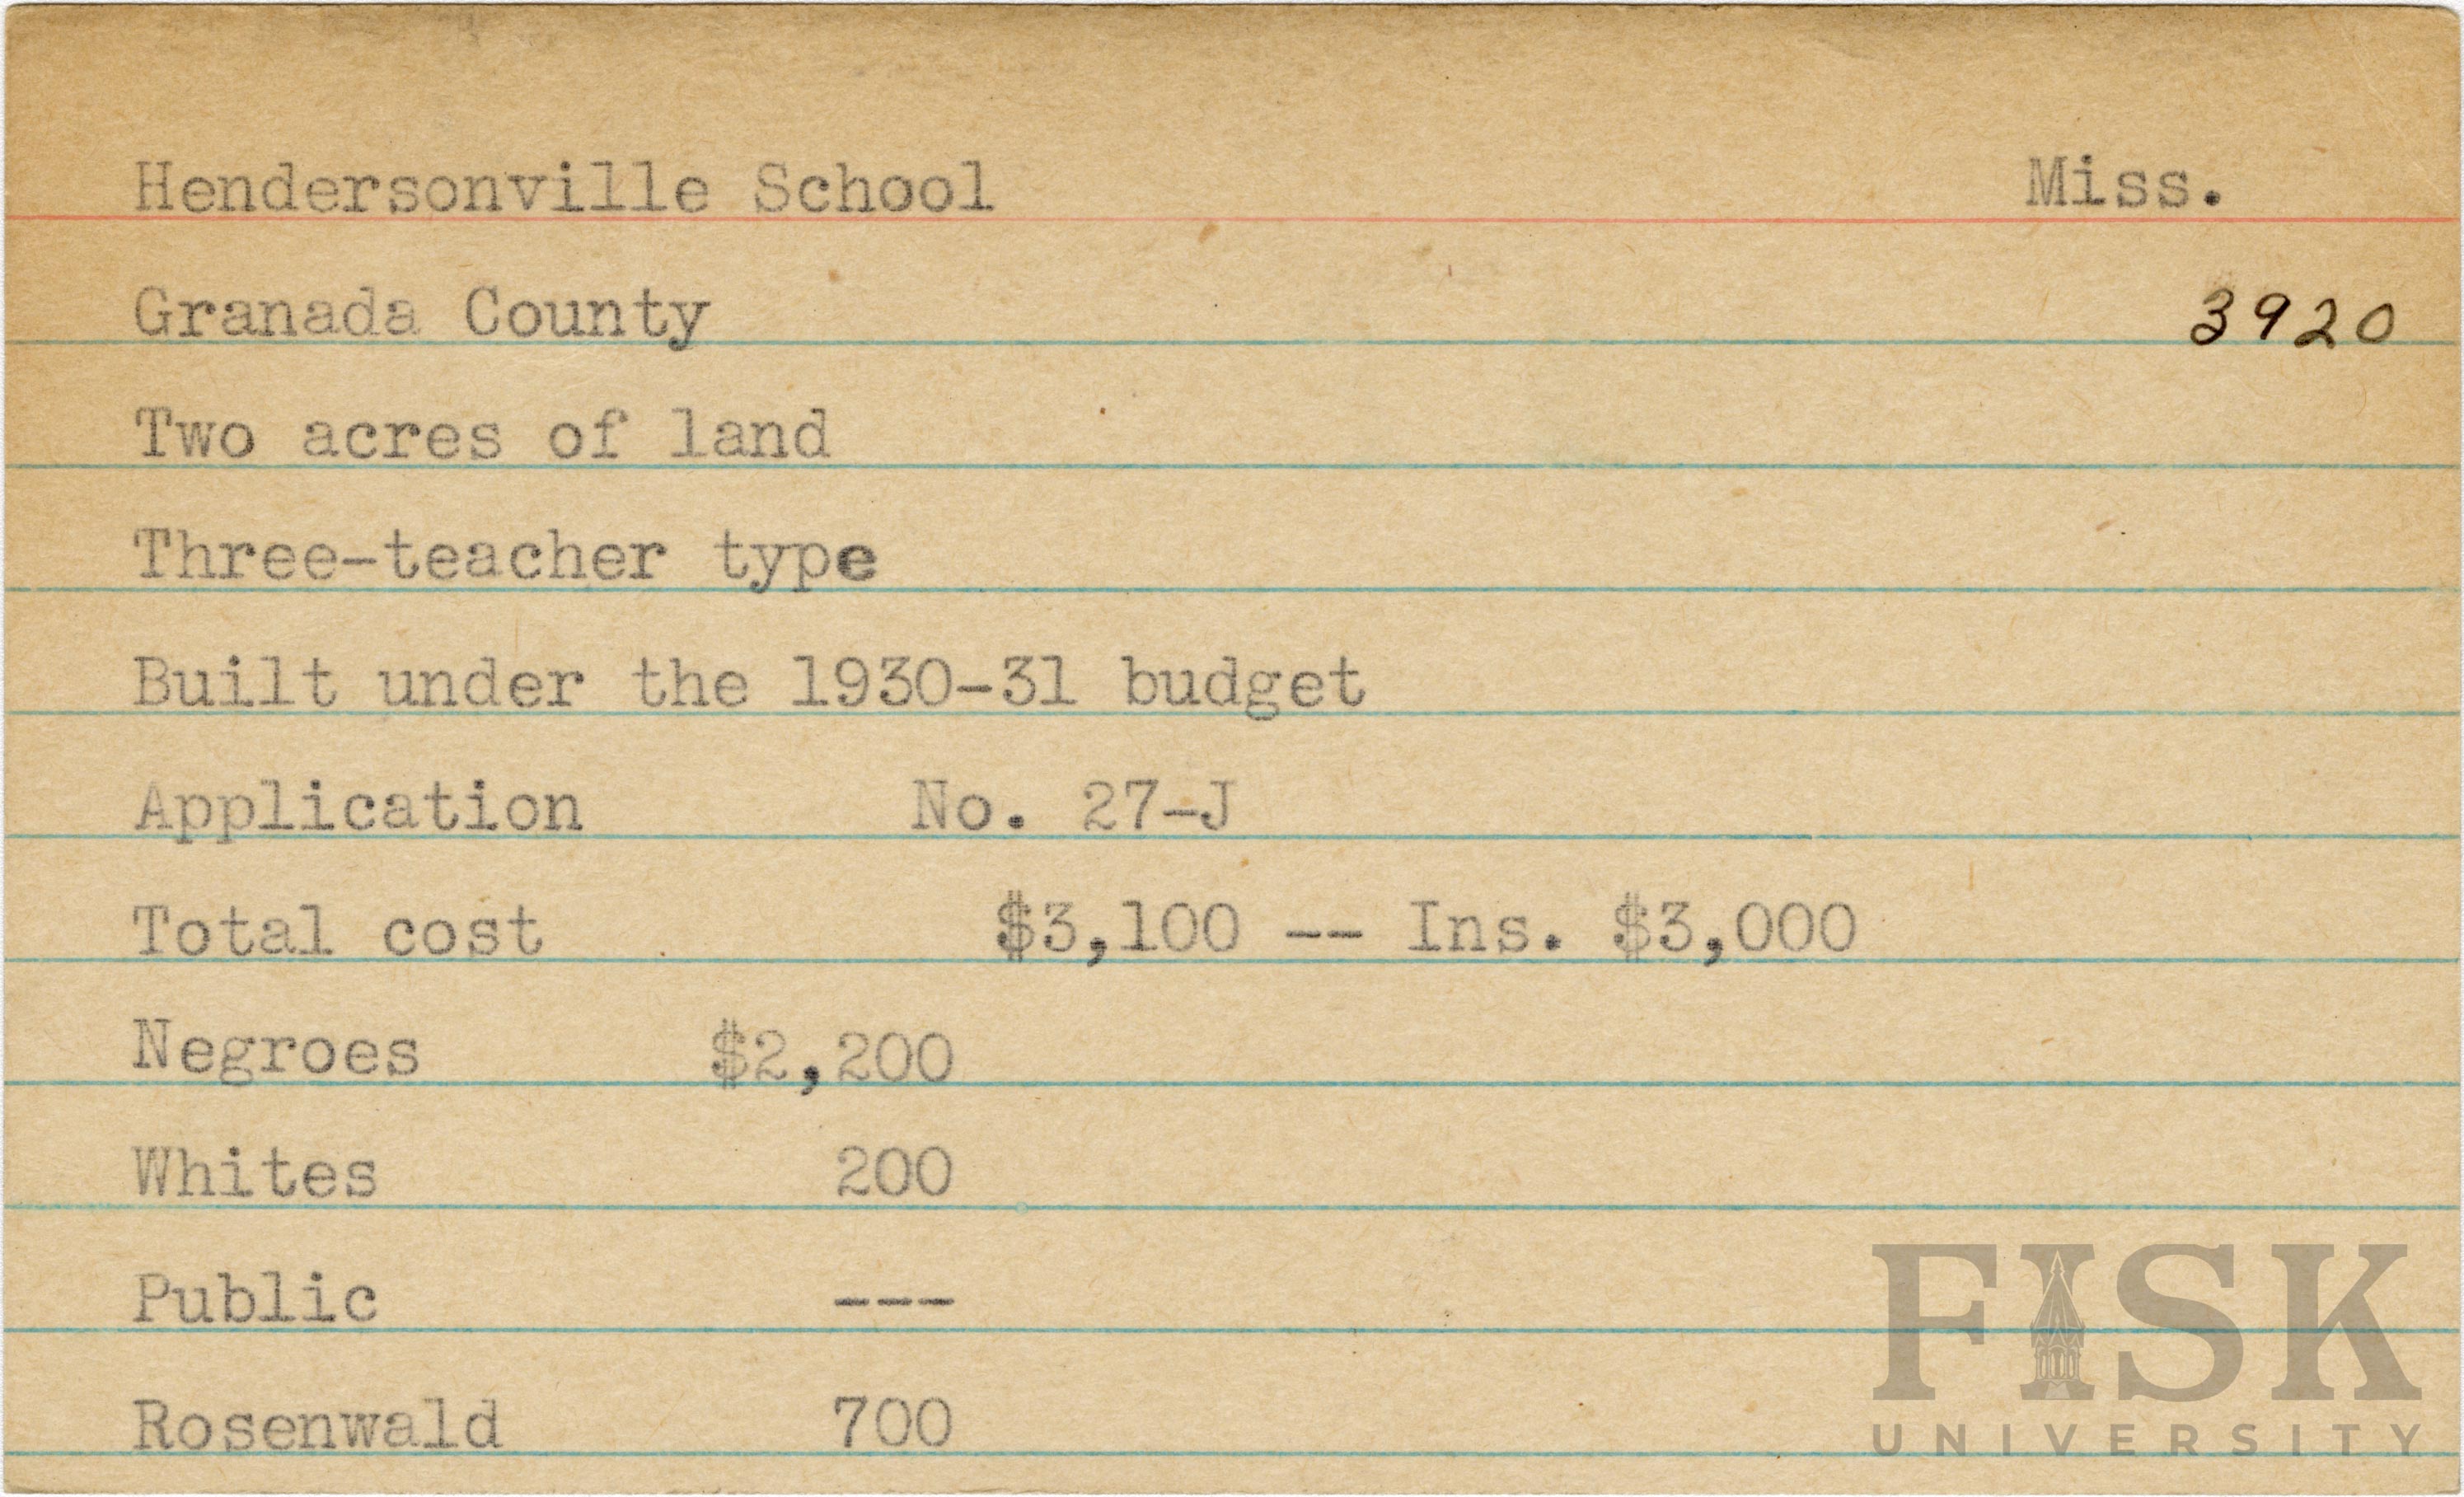 Hendersonville School Miss.
Granada County 3920
Two acres of land
Three-teacher type
Built under the 1930-31 budget
Application No. 27-J
Total cost $3,100 -- Ins. $3,000
Negroes $2,200
Whites 200
Public ---
Rosenwald 700
FISK
UNIVERSITY